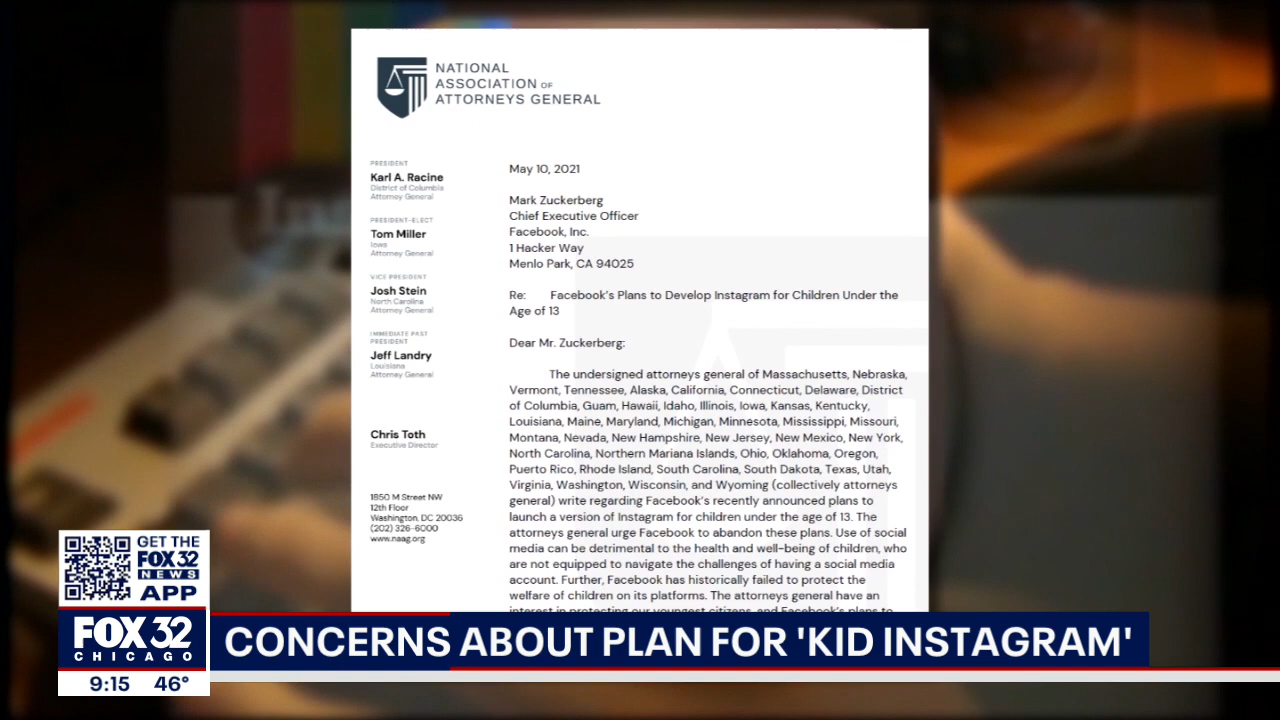 NATIONAL
ASSOCIATION OF
ATTORNEYS GENERAL
PRESIDENT
Karl A. Racine
District of Columbia
Attorney General
PRESIDENT-ELECT
Tom Miller
Iowa
Attorney General
VICE PRESIDENT
Josh Stein
North Carolina
Attorney General
IMMEDIATE PAST
PRESIDENT
Jeff Landry
Louisiana
Attorney General
Chris Toth
Executive Director
1850 M Street NW
12th Floor
Washington, DC 20036
(202) 326-6000
www.naag.org
May 10, 2021
Mark Zuckerberg
Chief Executive Officer
Facebook, Inc.
1 Hacker Way
Menlo Park, CA 94025
Re: Facebook's Plans to Develop Instagram for Children Under the
Age of 13
Dear Mr. Zuckerberg:
The undersigned attorneys general of Massachusetts, Nebraska,
Vermont, Tennessee, Alaska, California, Connecticut, Delaware, District
of Columbia, Guam, Hawaii, Idaho, Illinois, Iowa, Kansas, Kentucky,
Louisiana, Maine, Maryland, Michigan, Minnesota, Mississippi, Missouri,
Montana, Nevada, New Hampshire, New Jersey, New Mexico, New York,
North Carolina, Northern Mariana Islands, Ohio, Oklahoma, Oregon,
Puerto Rico, Rhode Island, South Carolina, South Dakota, Texas, Utah,
Virginia, Washington, Wisconsin, and Wyoming (collectively attorneys
general) write regarding Facebook's recently announced plans to
launch a version of Instagram for children under the age of 13. The
attorneys general urge Facebook to abandon these plans. Use of social
media can be detrimental to the health and well-being of children, who
are not equipped to navigate the challenges of having a social media
account. Further, Facebook has historically failed to protect the
welfare of children on its platforms. The attorneys general have an
interest in protecting our youngest citizens, and Facebook's plans to
GET THE
FOX 32
NEWS
APP
FOX 32
CHICAGO
9:15 46°
CONCERNS ABOUT PLAN FOR 'KID INSTAGRAM'